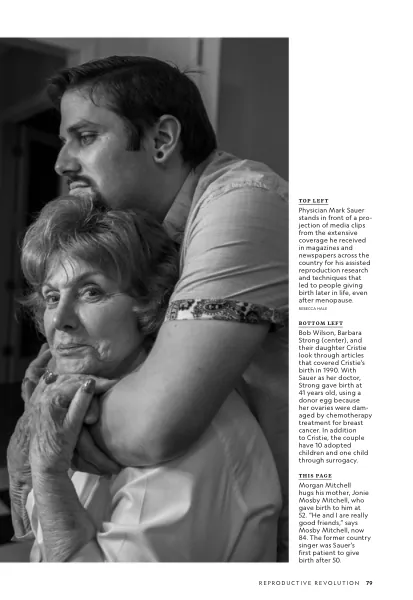 TOP LEFT
Physician Mark Sauer
stands in front of a pro-
jection of media clips
from the extensive
coverage he received
in magazines and
newspapers across the
country for his assisted
reproduction research
and techniques that
led to people giving
birth later in life, even
after menopause.
REBECCA HALE
BOTTOM LEFT
Bob Wilson, Barbara
Strong (center), and
their daughter Cristie
look through articles
that covered Cristie's
birth in 1990. With
Sauer as her doctor,
Strong gave birth at
41 years old, using a
donor egg because
her ovaries were dam-
aged by chemotherapy
treatment for breast
cancer. In addition
to Cristie, the couple
have 10 adopted
children and one child
through surrogacy.
THIS PAGE
Morgan Mitchell
hugs his mother, Jonie
Mosby Mitchell, who
gave birth to him at
52. "He and I are really
good friends," says
Mosby Mitchell, now
84. The former country
singer was Sauer's
first patient to give
birth after 50.
REPRODUCTIVE REVOLUTION 79